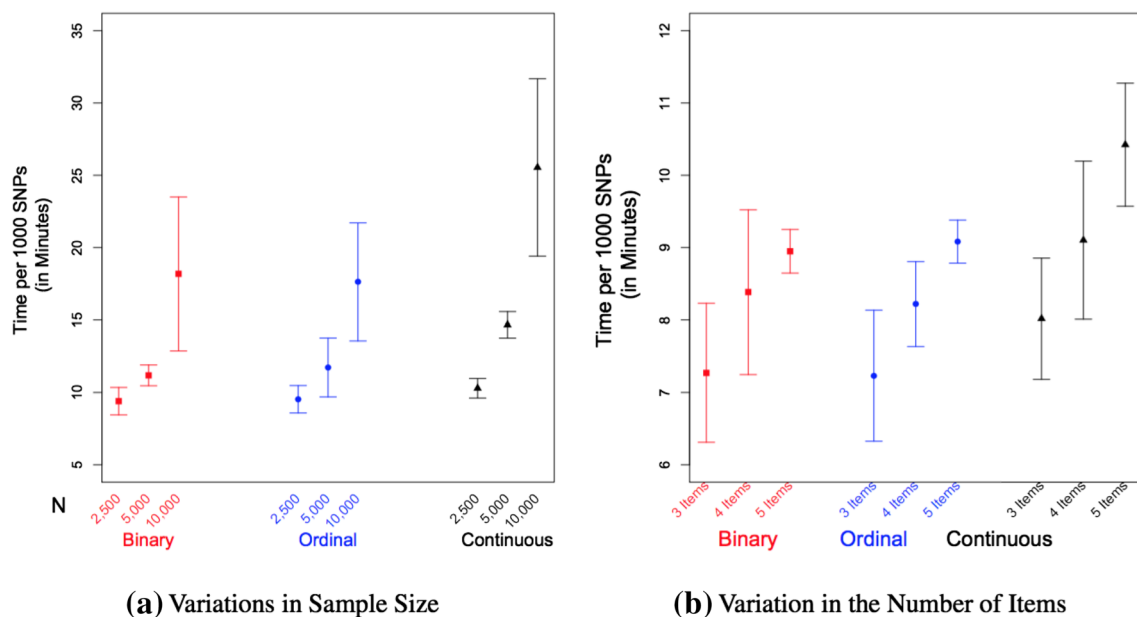 35
30
25
20
15
10
5
Time per 1000 SNPs
(in Minutes)
N
2,500
5,000
10,000
2,500
5,000
10,000
2,500
5,000
10,000
Binary
Ordinal
Continuous
(a) Variations in Sample Size
12
11
10
9
8
7
6
Time per 1000 SNPs
(in Minutes)
3 Items
4 Items
5 Items
3 Items
4 Items
5 Items
3 Items
4 Items
5 Items
Binary
Ordinal
Continuous
(b) Variation in the Number of Items